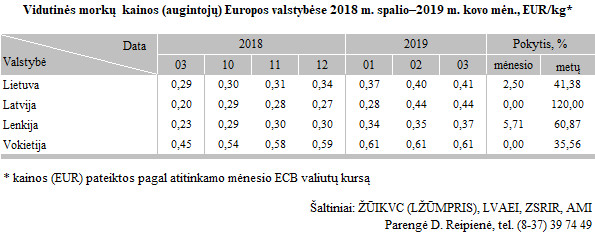 Vidutinės morkų kainos (augintojų) Europos valstybėse 2018 m. spalio–2019 m. kovo mėn., EUR/kg*
Data 2018 2019 Pokytis, %
Valstybė 03 10 11 12 01 02 03 mėnesio metų
Lietuva 0,29 0,30 0,31 0,34 0,37 0,40 0,41 2,50 41,38
Latvija 0,20 0,29 0,28 0,27 0,28 0,44 0,44 0,00 120,00
Lenkija 0,23 0,29 0,30 0,30 0,34 0,35 0,37 5,71 60,87
Vokietija 0,45 0,54 0,58 0,59 0,61 0,61 0,61 0,00 35,56
* kainos (EUR) pateiktos pagal atitinkamo mėnesio ECB valiutų kursą
Šaltiniai: ŽŪIKVC (LŽŪMPRIS), LVAEI, ZSRIR, AMI
Parengė D. Reipienė, tel. (8-37) 39 74 49